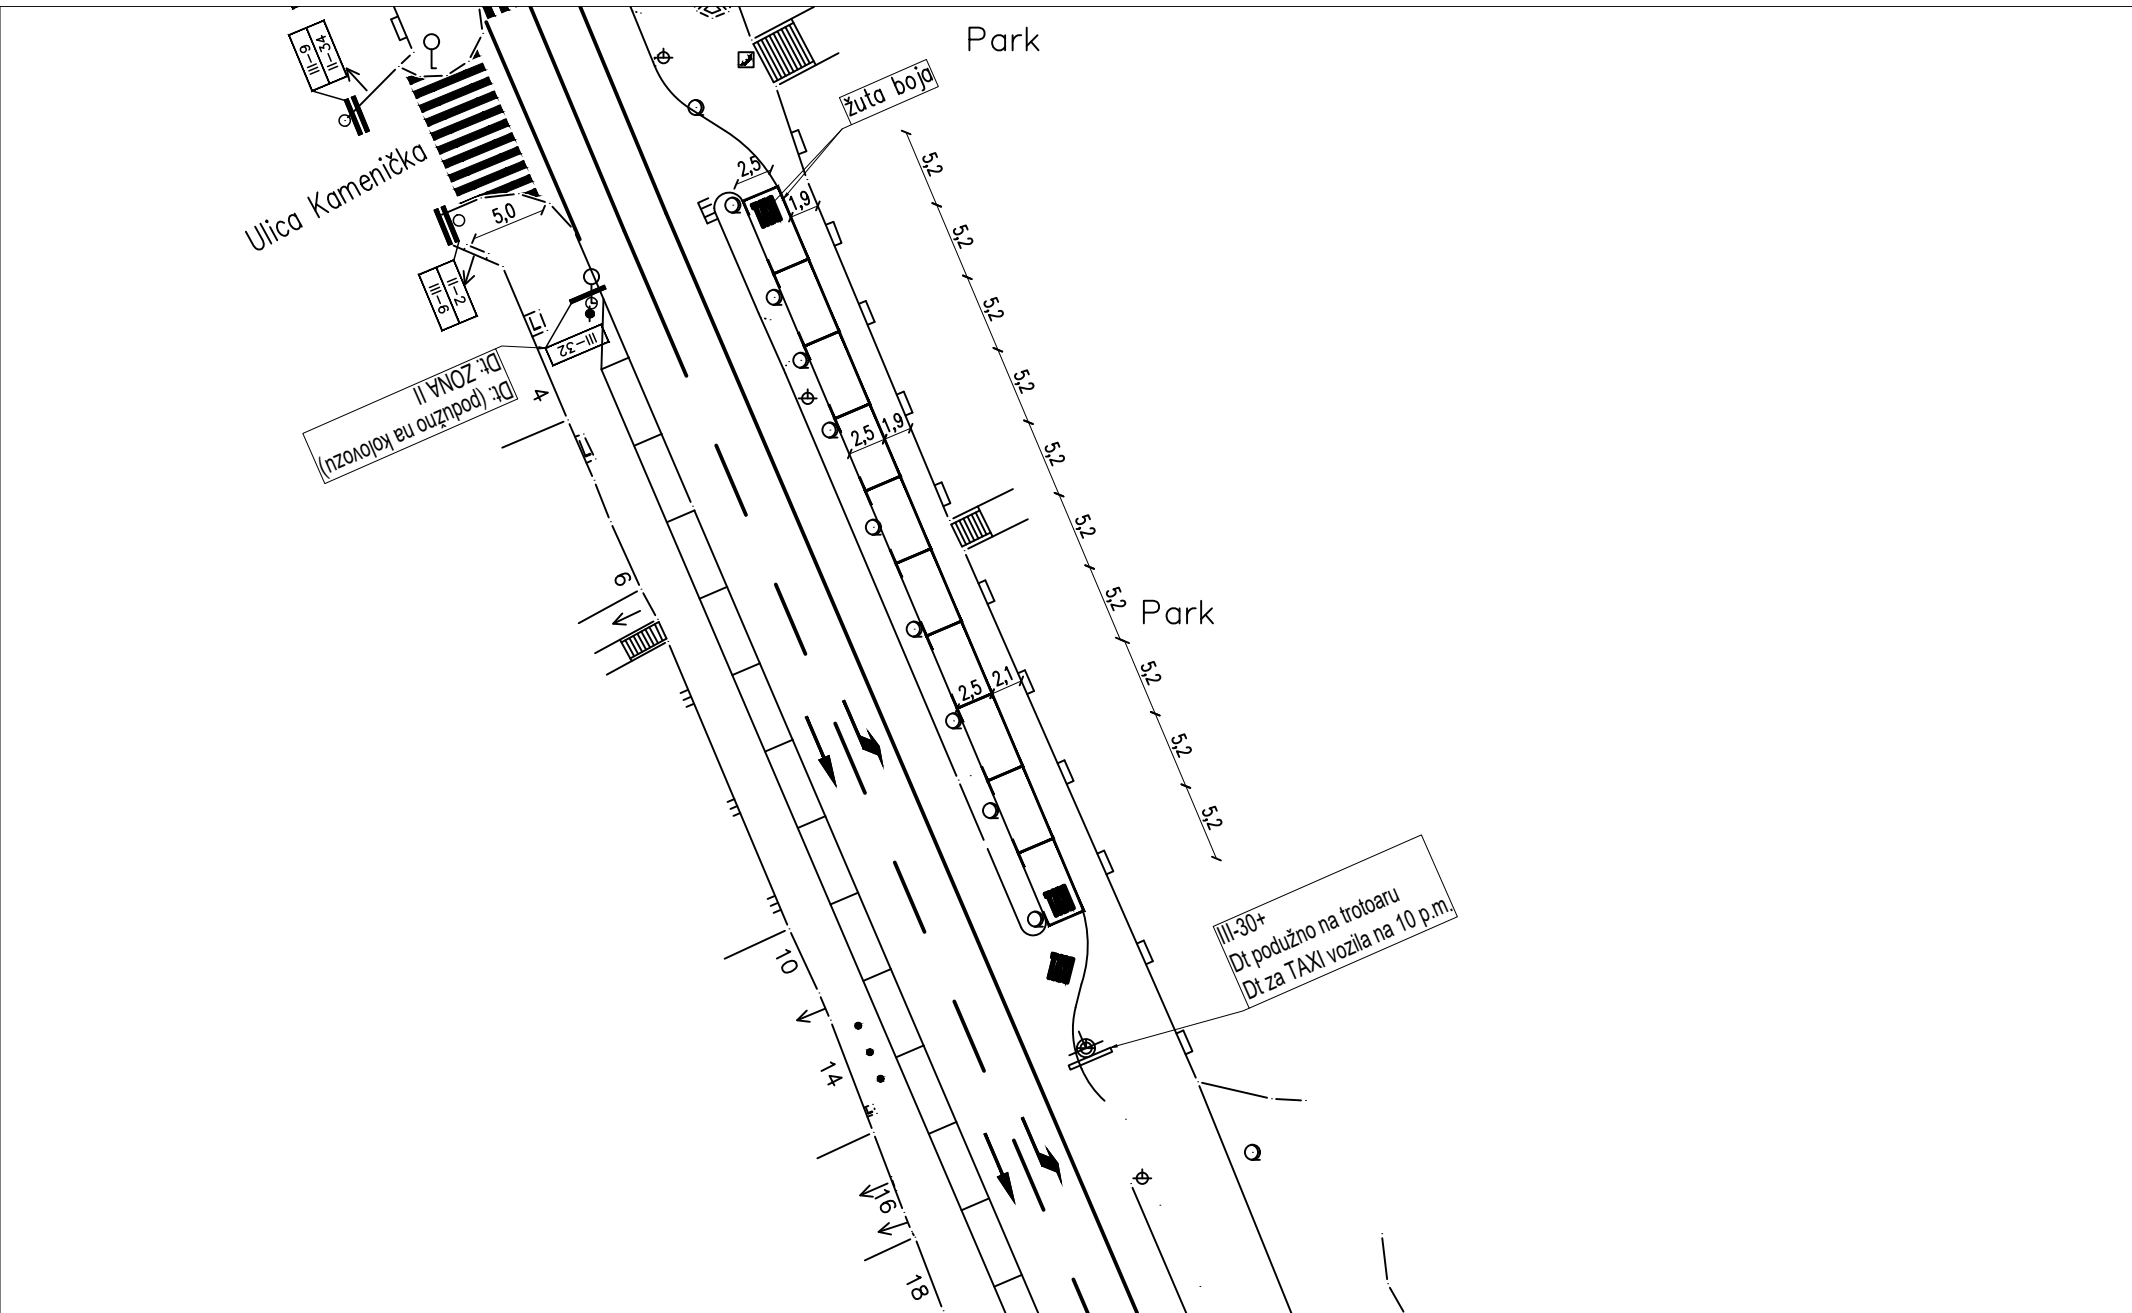 Park
III-9
II-34
žuta boja
Ulica Kamenička
2,5
1,9
5,0
5,2
5,2
5,2
5,2
5,2
5,2
5,2
5,2
5,2
5,2
III-6
II-2
III-32
Dt: (podužno na kolovozu)
Dt: ZONA II
4
2,5
1,9
6
Park
2,5
2,1
10
III-30+
Dt podužno na trotoaru
Dt za TAXI vozila na 10 p.m.
14
16
18